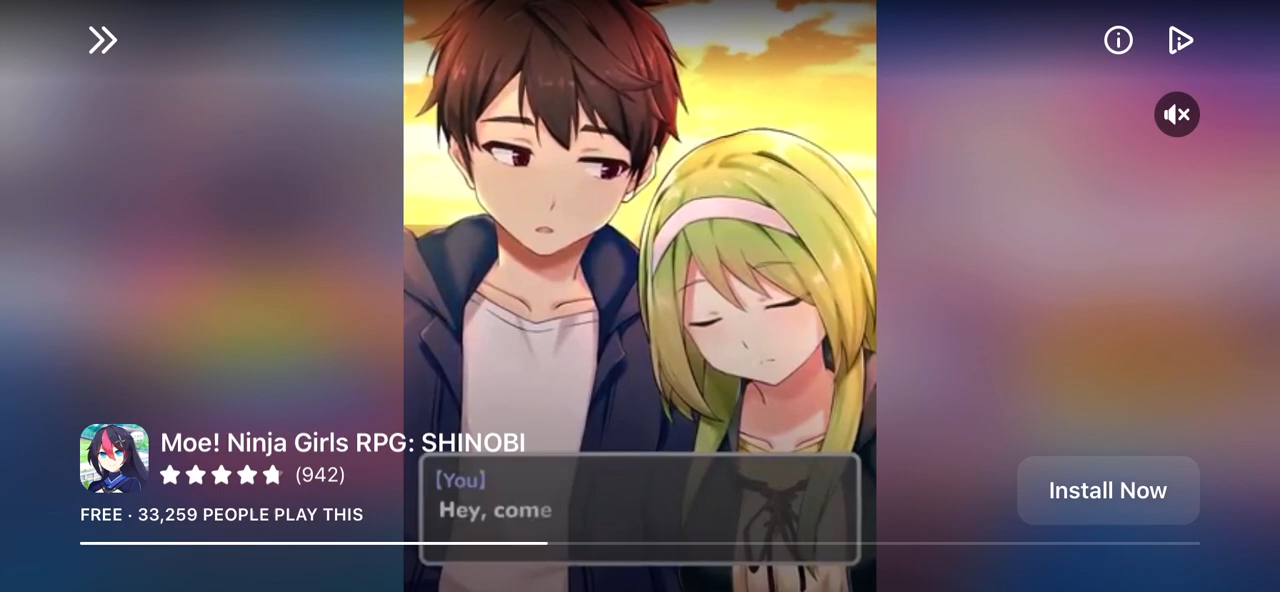 Moe! Ninja Girls RPG: SHINOBI
(942)
FREE · 33,259 PEOPLE PLAY THIS
[You]
Hey, come
Install Now